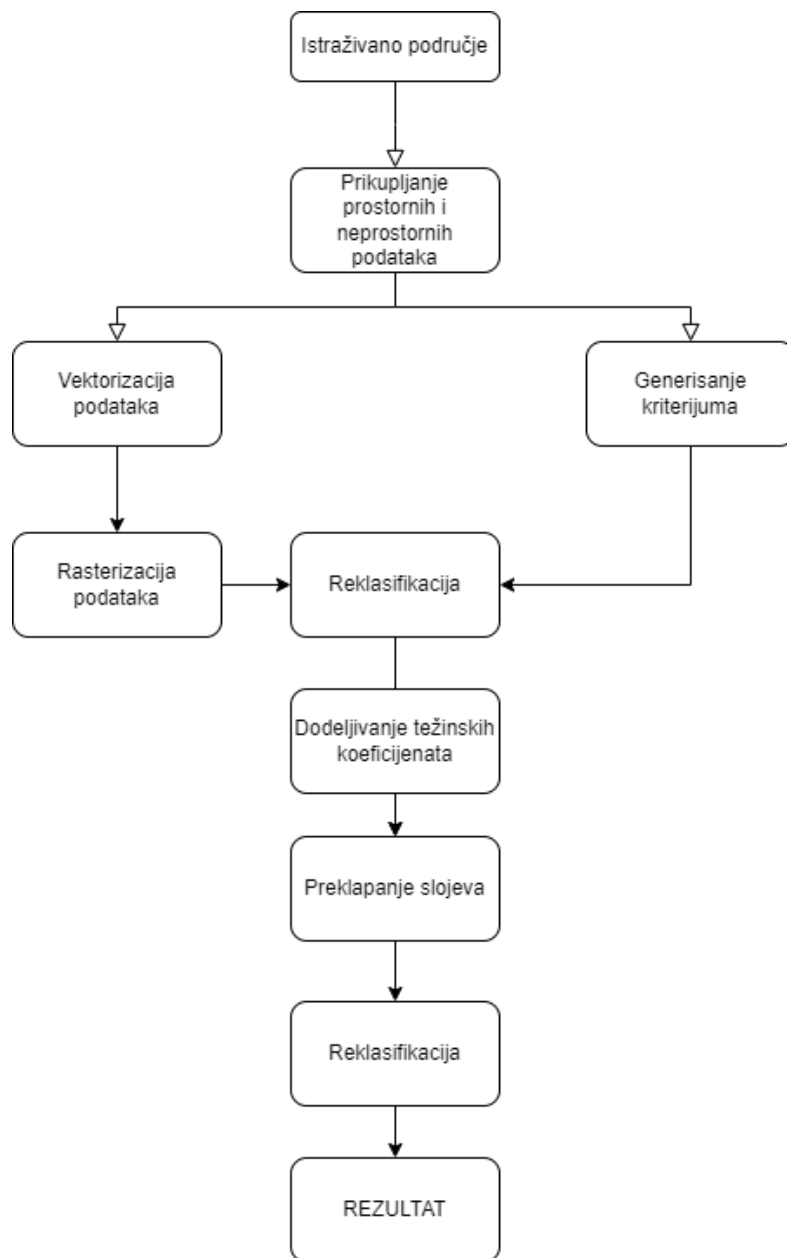 Istraživano područje
Prikupljanje
prostornih i
neprostornih
podataka
Vektorizacija
podataka
Generisanje
kriterijuma
Rasterizacija
podataka
Reklasifikacija
Dodeljivanje težinskih
koeficijenata
Preklapanje slojeva
Reklasifikacija
REZULTAT